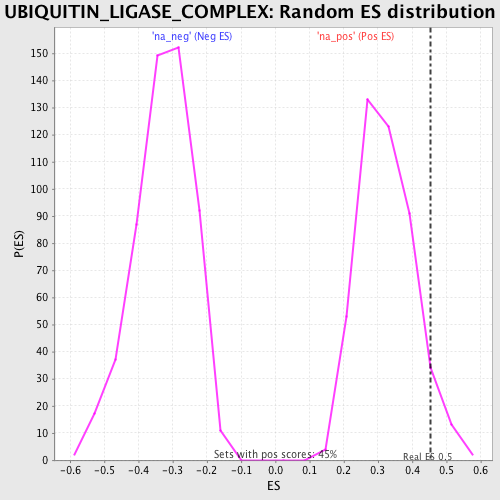 UBIQUITIN_LIGASE_COMPLEX: Random ES distribution
'na_neg' (Neg ES)
'na_pos' (Pos ES)
150
140
130
120
110
100
90
80
70
60
50
40
30
20
10
0
P(ES)
Sets with pos scores: 45%
Real ES 0.5
-0.6 -0.5 -0.4 -0.3 -0.2 -0.1 0.0 0.1 0.2 0.3 0.4 0.5 0.6
ES